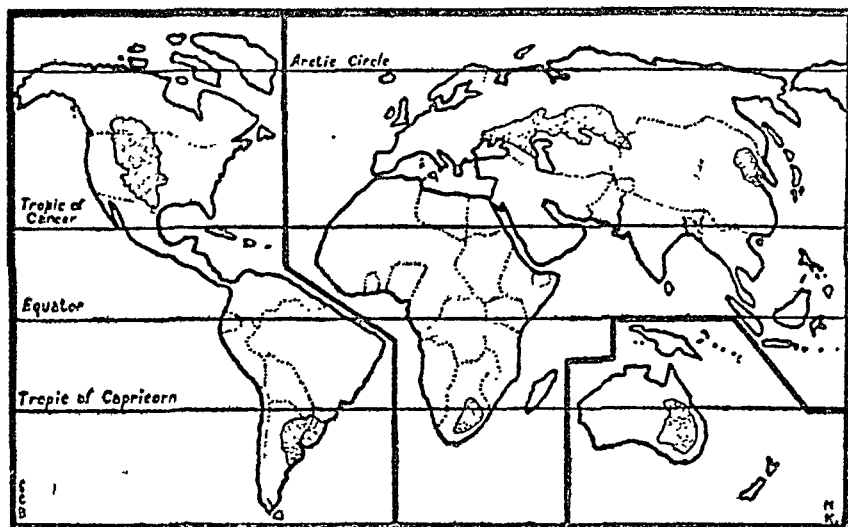 Arctic Circle
Tropic of
Cancer
Equator
Tropic of Capricorn
M
K.